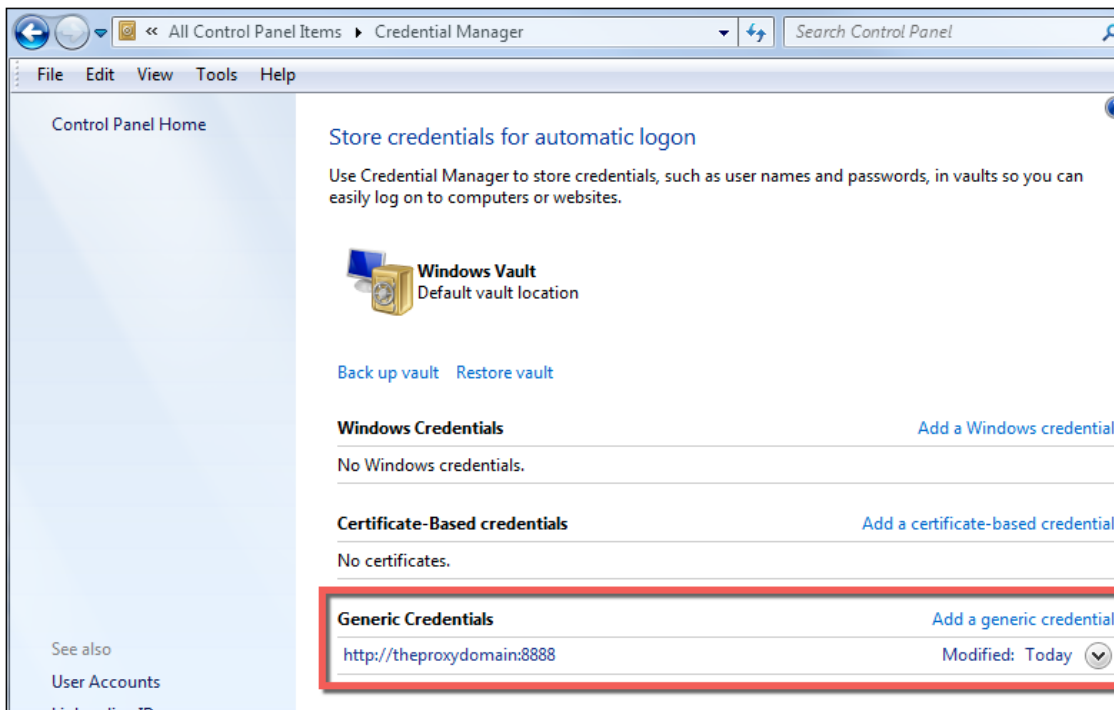 « All Control Panel Items ▸ Credential Manager
Search Control Panel
File Edit View Tools Help
Control Panel Home
Store credentials for automatic logon
Use Credential Manager to store credentials, such as user names and passwords, in vaults so you can
easily log on to computers or websites.
Windows Vault
Default vault location
Back up vault Restore vault
Windows Credentials Add a Windows credential
No Windows credentials.
Certificate-Based credentials Add a certificate-based credential
No certificates.
Generic Credentials Add a generic credential
http://theproxydomain:8888 Modified: Today
See also
User Accounts